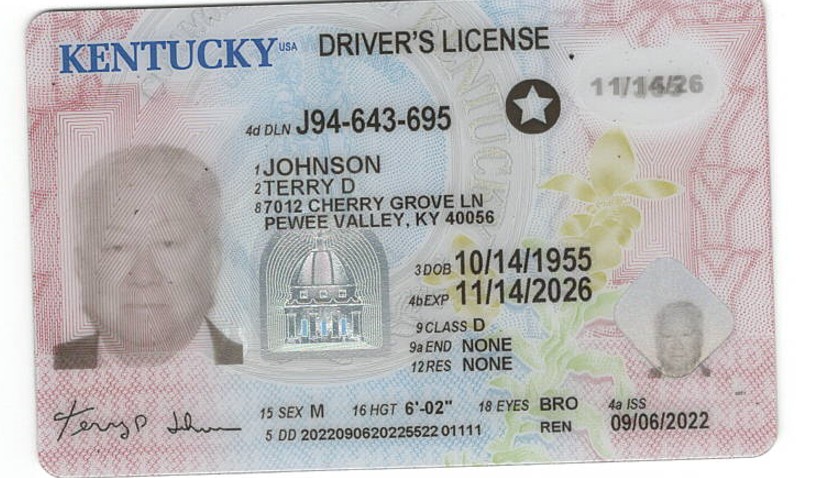 KENTUCKY USA DRIVER'S LICENSE
11/14/26
4d DLN J94-643-695
1 JOHNSON
2 TERRY D
8 7012 CHERRY GROVE LN
PEWEE VALLEY, KY 40056
3 DOB 10/14/1955
4b EXP 11/14/2026
9 CLASS D
9a END NONE
12 RES NONE
15 SEX M 16 HGT 6'-02" 18 EYES BRO 4a ISS
5 DD 2022090620225522 01111 REN 09/06/2022